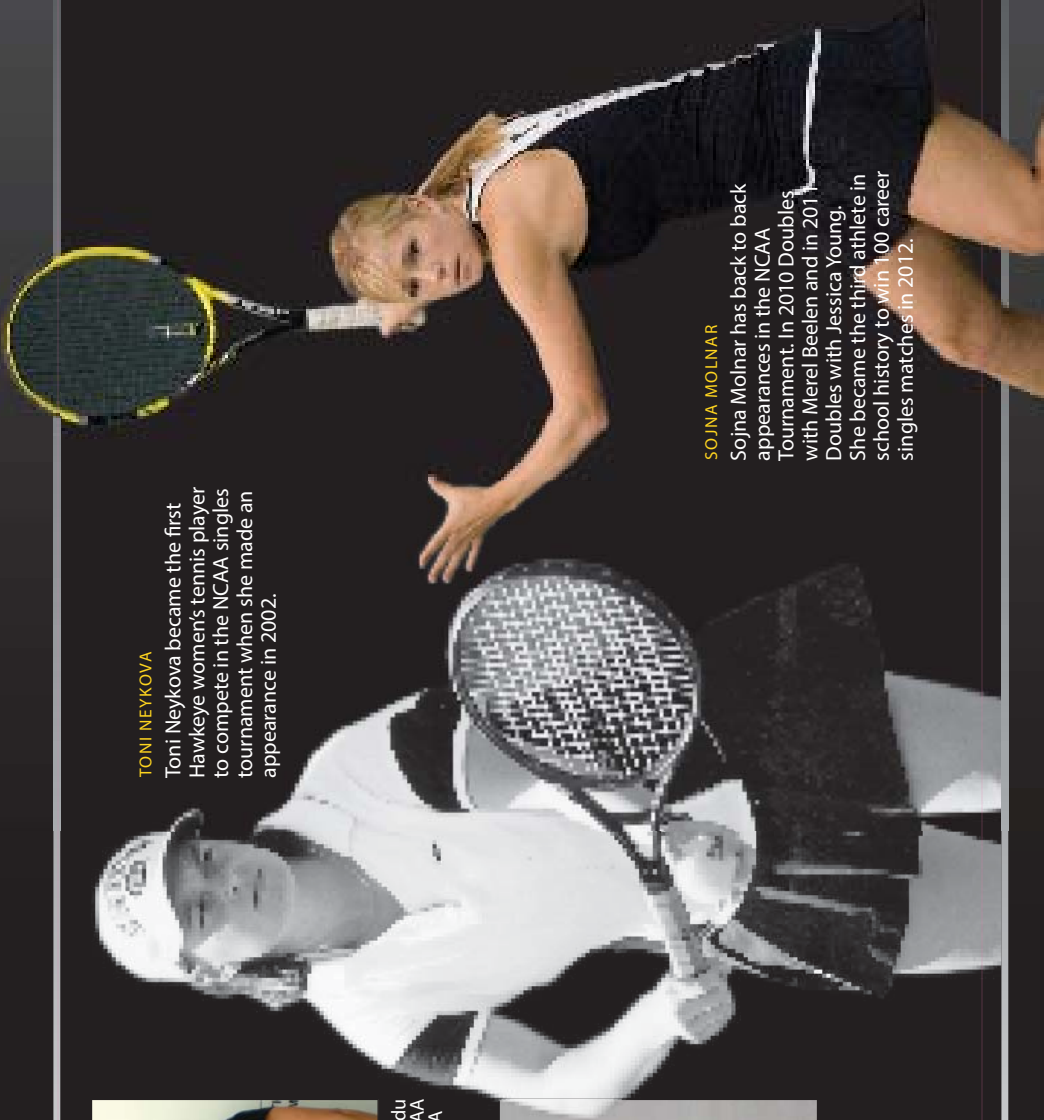 TONI NEYKOVA
Toni Neykova became the first
Hawkeye women's tennis player
to compete in the NCAA singles
tournament when she made an
appearance in 2002.
SOJNA MOLNAR
Sojna Molnar has back to back
appearances in the NCAA
Tournament. In 2010 Doubles
with Merel Beelen and in 2011
Doubles with Jessica Young.
She became the third athlete in
school history to win 100 career
singles matches in 2012.
du
AA
A